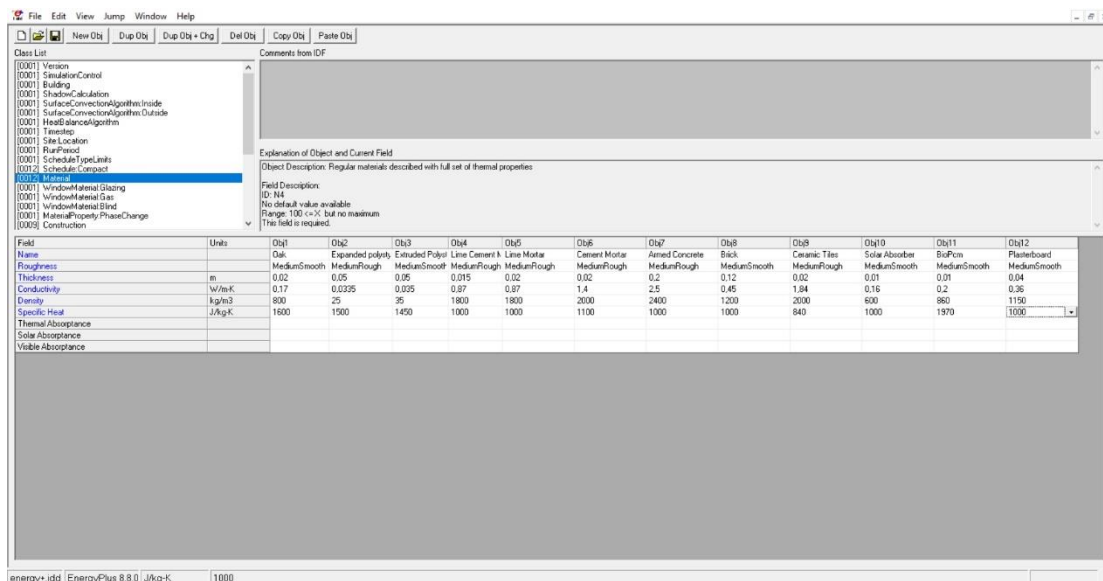 File Edit View Jump Window Help
New Obj Dup Obj Dup Obj + Chg Del Obj Copy Obj Paste Obj
Class List Comments from IDF
[0001] Version
[0001] SimulationControl
[0001] Building
[0001] ShadowCalculation
[0001] SurfaceConvectionAlgorithm:Inside
[0001] SurfaceConvectionAlgorithm:Outside
[0001] HeatBalanceAlgorithm
[0001] Timestep
[0001] Site:Location
[0001] RunPeriod
[0001] ScheduleTypeLimits
[0012] Schedule:Compact
[0012] Material
[0001] WindowMaterial:Glazing
[0001] WindowMaterial:Gas
[0001] WindowMaterial:Blind
[0001] MaterialProperty:PhaseChange
[0009] Construction
Explanation of Object and Current Field
Object Description: Regular materials described with full set of thermal properties
Field Description:
ID: N4
No default value available
Range: 100 <= X but no maximum
This field is required.
Field Units Obj1 Obj2 Obj3 Obj4 Obj5 Obj6 Obj7 Obj8 Obj9 Obj10 Obj11 Obj12
Name Oak Expanded polysty Extruded Polyst Lime Cement M Lime Mortar Cement Mortar Armed Concrete Brick Ceramic Tiles Solar Absorber BioPcm Plasterboard
Roughness MediumSmooth MediumRough MediumSmooth MediumRough MediumRough MediumRough MediumRough MediumSmooth MediumRough MediumSmooth MediumSmooth MediumSmooth
Thickness m 0,02 0,05 0,05 0,015 0,02 0,02 0,2 0,12 0,02 0,01 0,01 0,04
Conductivity W/m-K 0,17 0,0335 0,035 0,87 0,87 1,4 2,5 0,45 1,84 0,16 0,2 0,36
Density kg/m3 800 25 35 1800 1800 2000 2400 1200 2000 600 860 1150
Specific Heat J/kg-K 1600 1500 1450 1000 1000 1100 1000 1000 840 1000 1970 1000
Thermal Absorptance
Solar Absorptance
Visible Absorptance
energy+.idd EnergyPlus 8.8.0 J/kg-K 1000